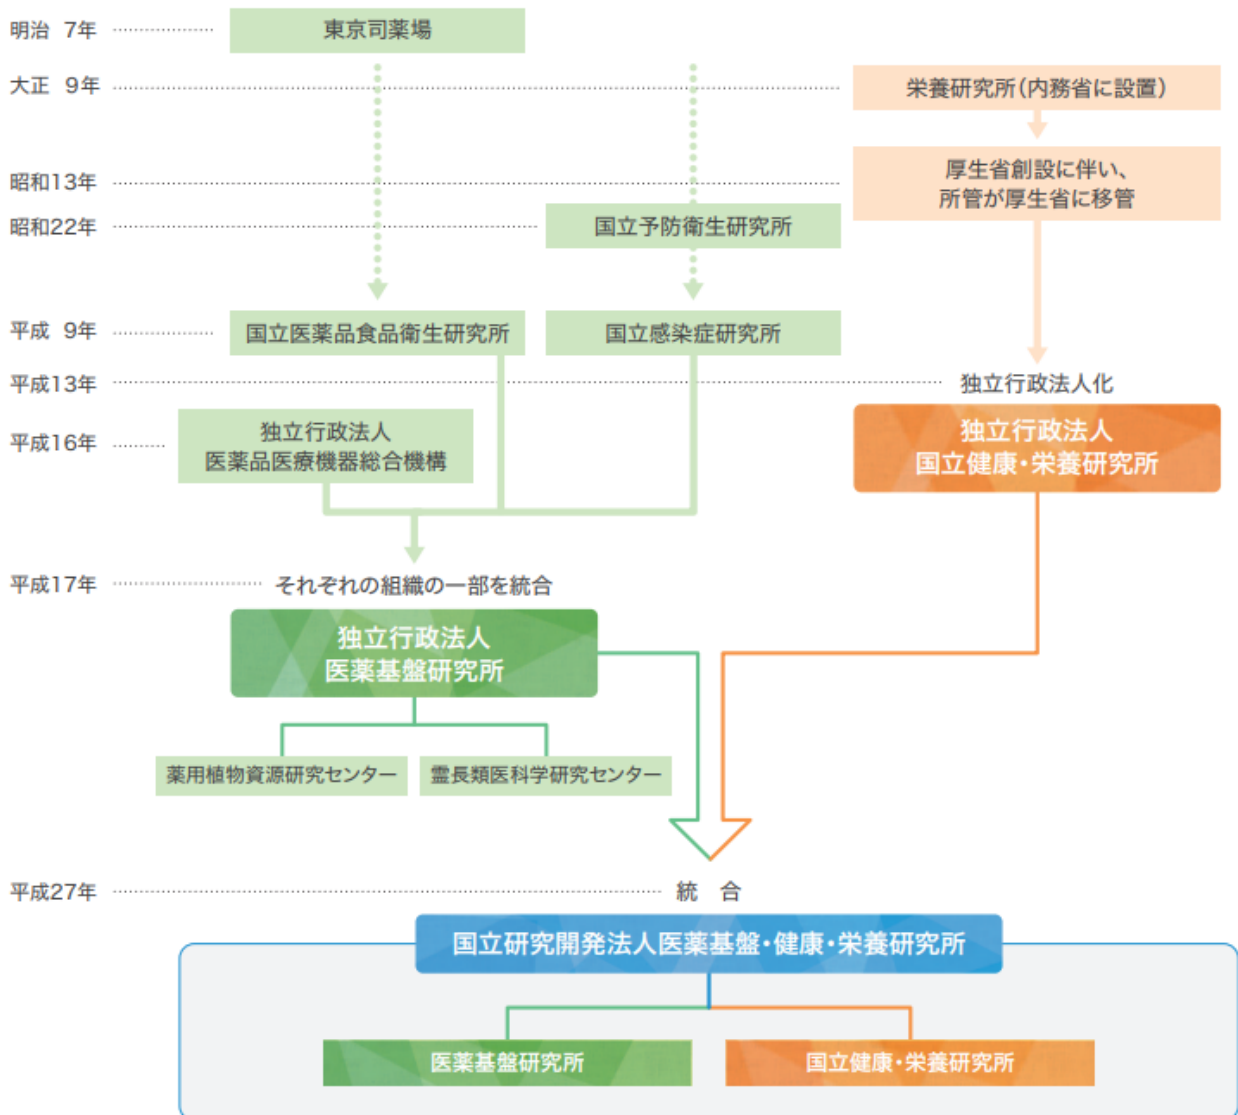 明治 7年
東京司薬場
大正 9年
栄養研究所(内務省に設置)
昭和13年
厚生省創設に伴い、
所管が厚生省に移管
昭和22年
国立予防衛生研究所
平成 9年
国立医薬品食品衛生研究所
国立感染症研究所
平成13年
独立行政法人化
独立行政法人
国立健康・栄養研究所
平成16年
独立行政法人
医薬品医療機器総合機構
平成17年
それぞれの組織の一部を統合
独立行政法人
医薬基盤研究所
薬用植物資源研究センター
霊長類医科学研究センター
平成27年
統 合
国立研究開発法人医薬基盤・健康・栄養研究所
医薬基盤研究所
国立健康・栄養研究所